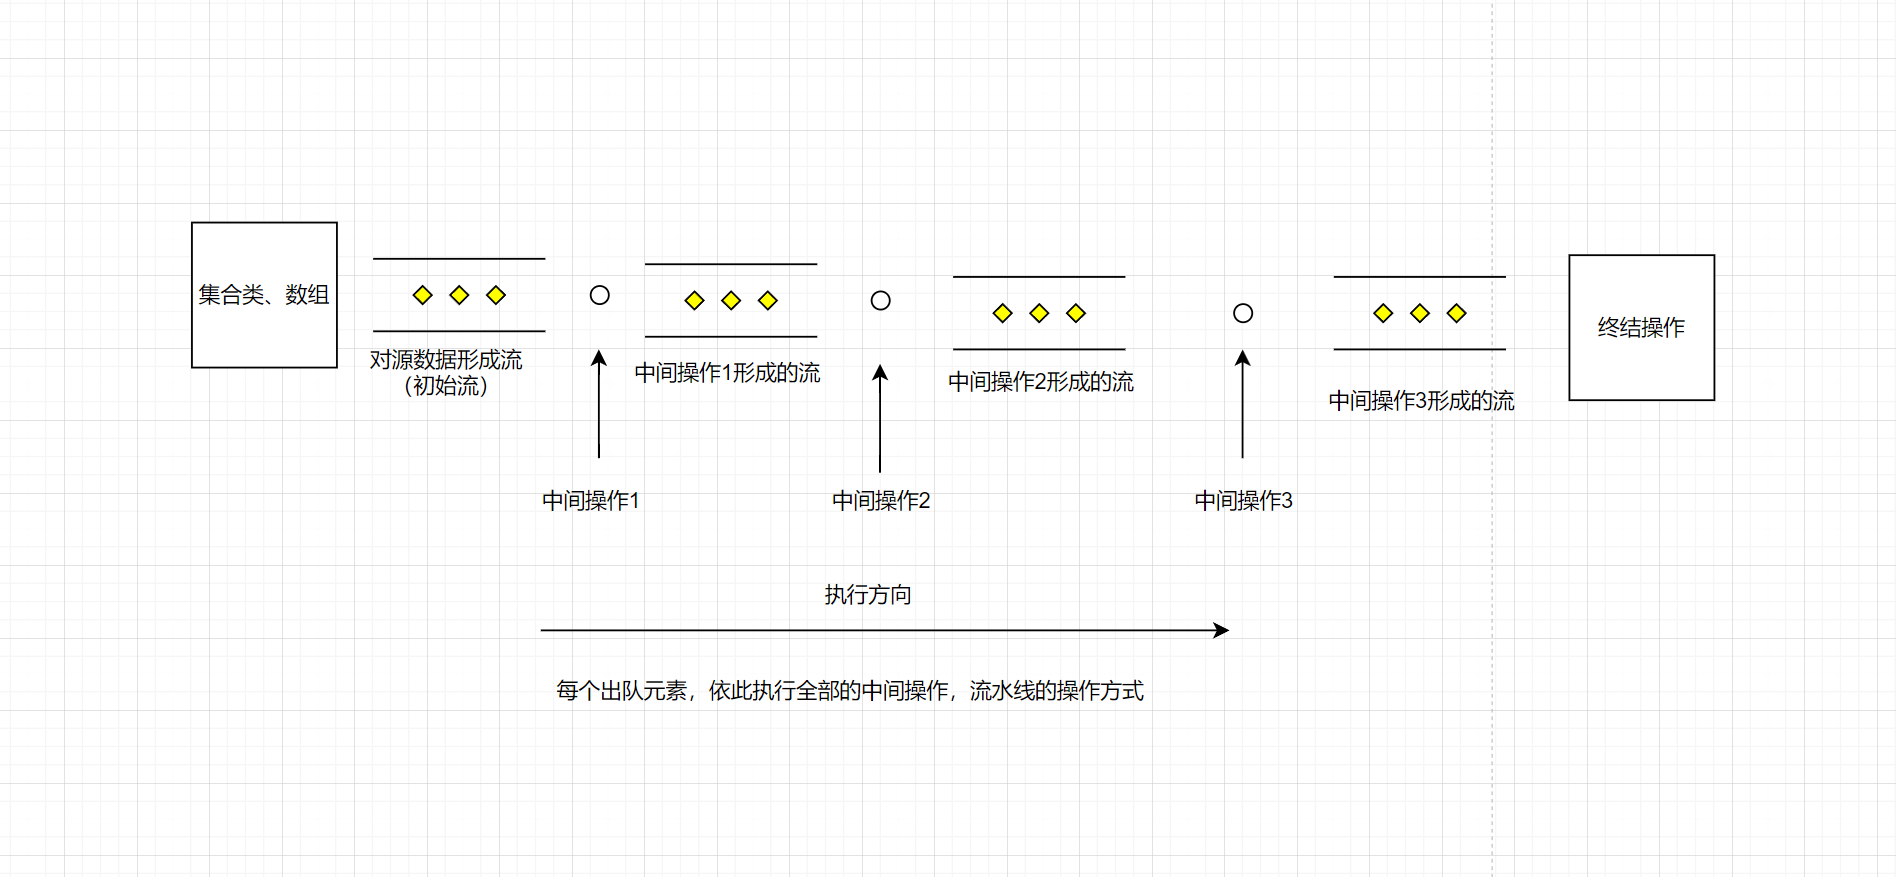 集合类、数组
对源数据形成流
（初始流）
中间操作1形成的流
中间操作2形成的流
中间操作3形成的流
终结操作
中间操作1
中间操作2
中间操作3
执行方向
每个出队元素，依此执行全部的中间操作，流水线的操作方式